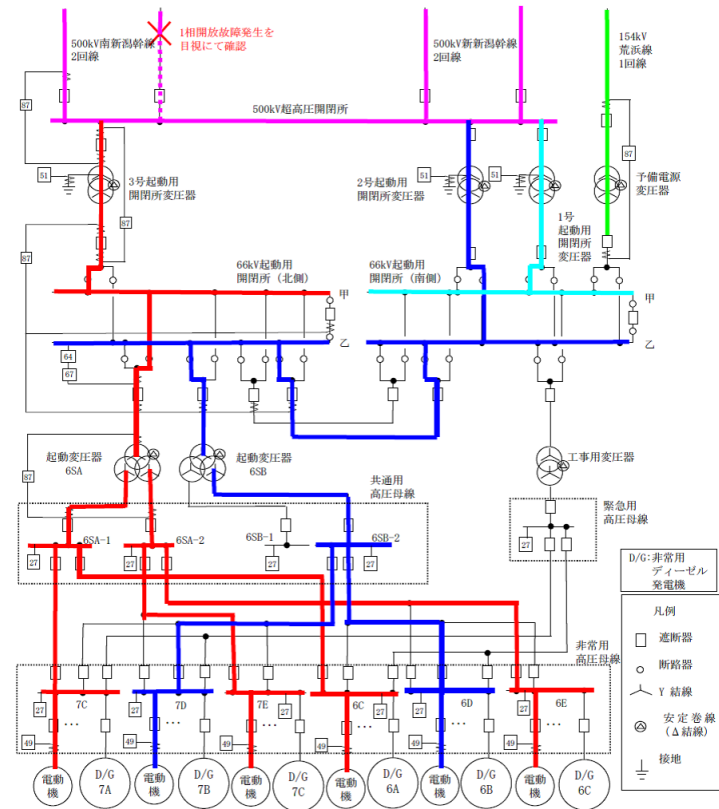 500kV南新潟幹線
2回線
1相開放故障発生を
目視にて確認
500kV新新潟幹線
2回線
154kV
荒浜線
1回線
87
500kV超高圧開閉所
51
3号起動用
開閉所変圧器
87
51
2号起動用
開閉所変圧器
51
87
予備電源
変圧器
1号
起動用
開閉所
変圧器
87
66kV起動用
開閉所(北側)
甲
66kV起動用
開閉所(南側)
甲
乙
乙
64
67
起動変圧器
6SA
起動変圧器
6SB
工事用変圧器
87
共通用
高圧母線
緊急用
高圧母線
6SA-1
6SA-2
6SB-1
6SB-2
27
27
27
27
27
D/G:非常用
ディーゼル
発電機
凡例
遮断器
断路器
Y 結線
安定巻線
(Δ結線)
接地
非常用
高圧母線
7C
7D
7E
6C
6D
6E
27
27
27
27
27
27
…
…
…
…
…
…
49
49
49
49
49
49
電動
機
D/G
7A
電動
機
D/G
7B
電動
機
D/G
7C
電動
機
D/G
6A
電動
機
D/G
6B
電動
機
D/G
6C